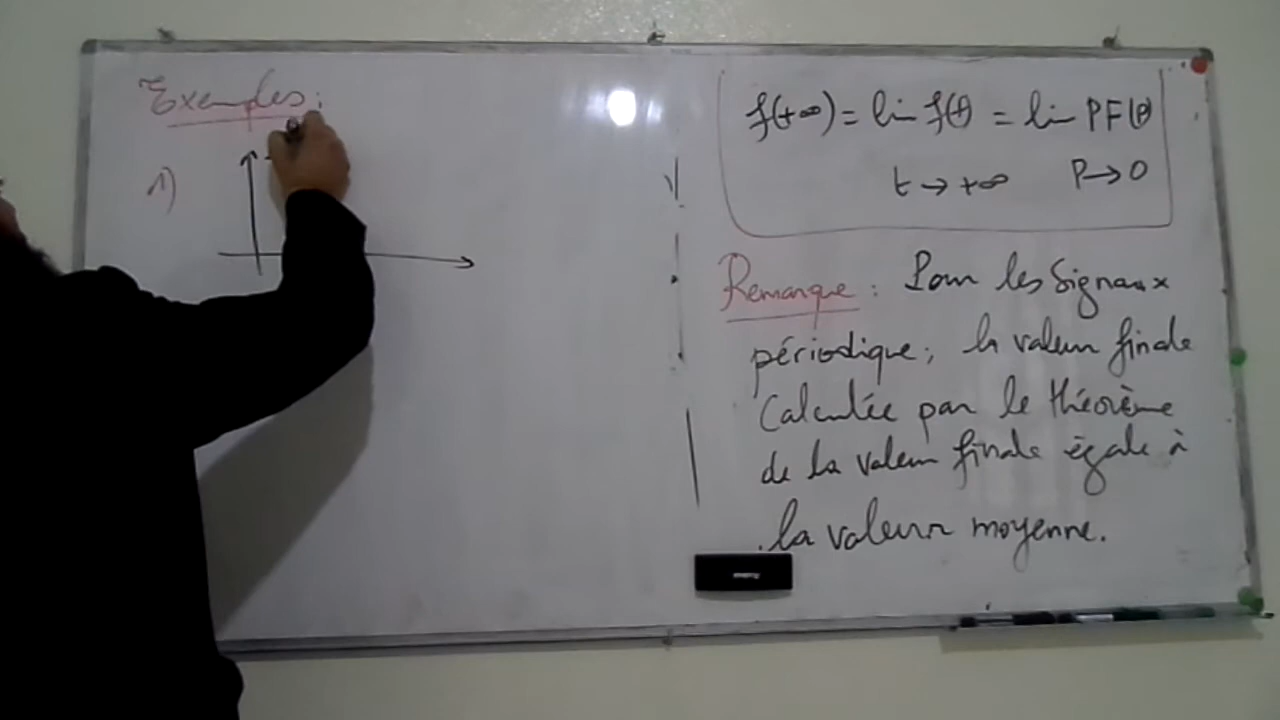 Exemples:
1)
f(+∞) = lim f(t) = lim PF(P)
t → +∞ P → 0
Remarque : Pour les signaux
périodique, la valeur finale
Calculée par le théorème
de la valeur finale égale à
la valeur moyenne.